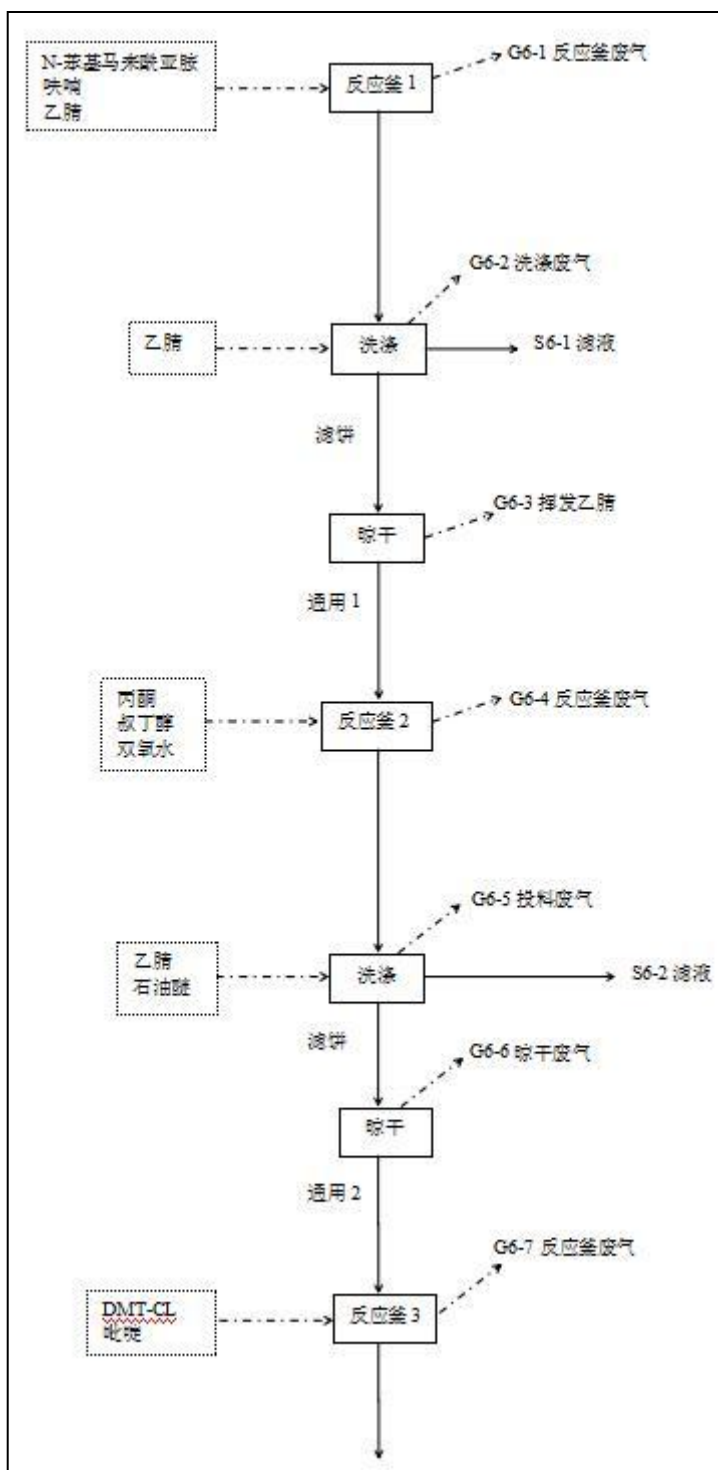 N-苯基马来酰亚胺
呋喃
乙腈
反应釜 1
G6-1 反应釜废气
G6-2 洗涤废气
乙腈
洗涤
S6-1 滤液
滤饼
G6-3 挥发乙腈
晾干
通用 1
丙酮
叔丁醇
双氧水
反应釜 2
G6-4 反应釜废气
G6-5 投料废气
乙腈
石油醚
洗涤
S6-2 滤液
滤饼
G6-6 晾干废气
晾干
通用 2
G6-7 反应釜废气
DMT-CL
吡啶
反应釜 3